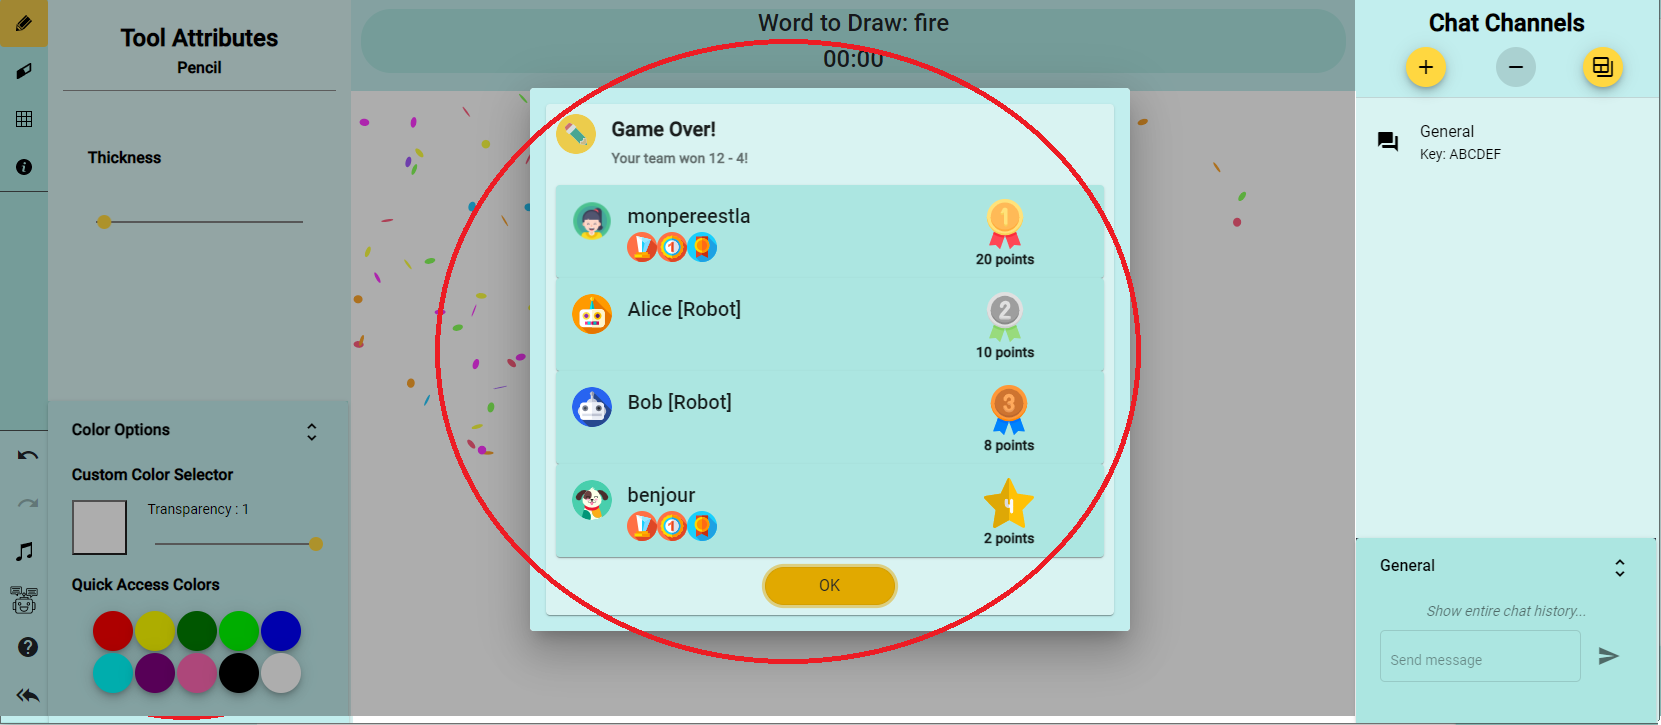 Tool Attributes
Pencil
Thickness
Color Options
Custom Color Selector
Transparency : 1
Quick Access Colors
Word to Draw: fire
00:00
Game Over!
Your team won 12 - 4!
monpereestla
1
1
20 points
Alice [Robot]
2
10 points
Bob [Robot]
3
8 points
benjour
1
4
2 points
OK
Chat Channels
General
Key: ABCDEF
General
Show entire chat history...
Send message